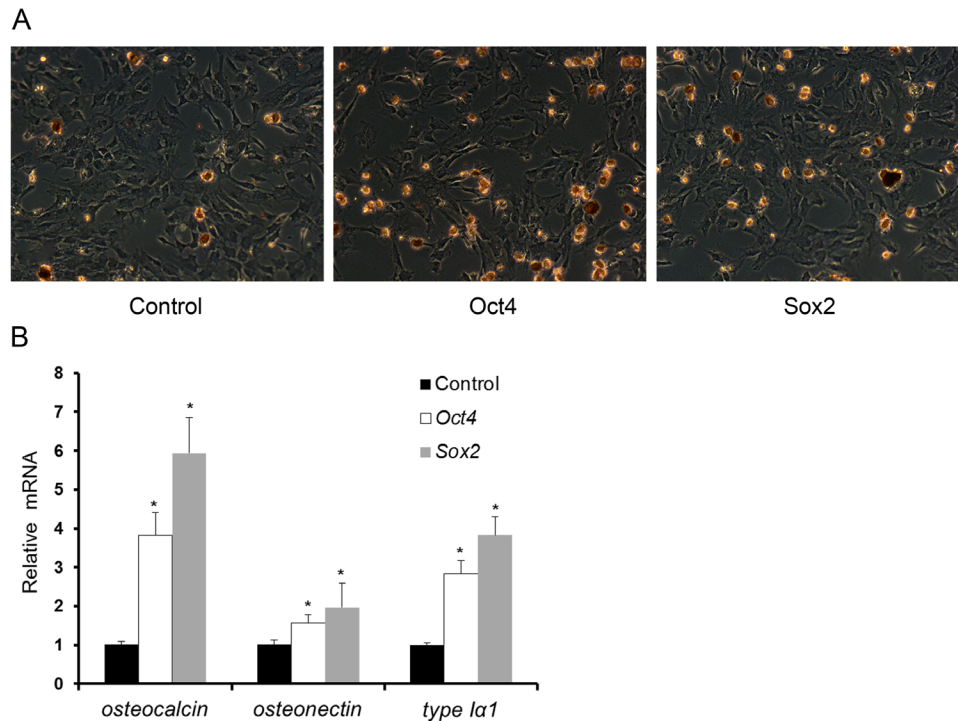 A
Control
Oct4
Sox2
B
Relative mRNA
8
7
6
5
4
3
2
1
0
Control
Oct4
Sox2
*
*
*
*
*
*
osteocalcin
osteonectin
type Iα1